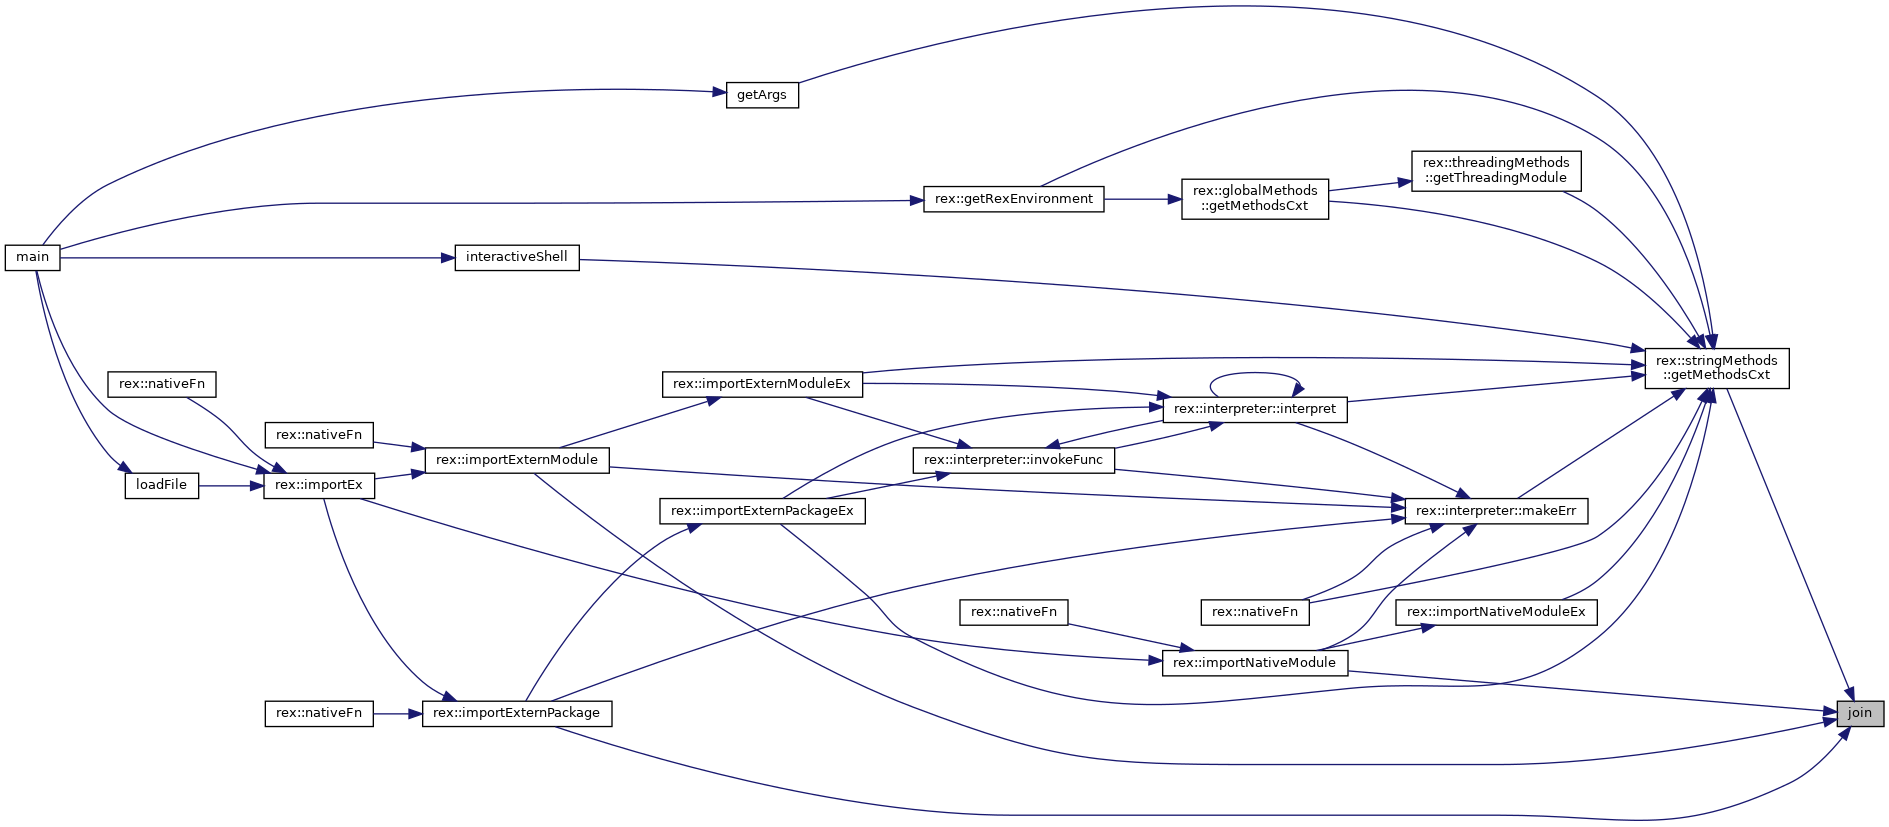 getArgs
rex::threadingMethods
::getThreadingModule
rex::globalMethods
::getMethodsCxt
rex::getRexEnvironment
main
interactiveShell
rex::stringMethods
::getMethodsCxt
rex::nativeFn
rex::importExternModuleEx
rex::interpreter::interpret
rex::nativeFn
rex::importExternModule
rex::interpreter::invokeFunc
loadFile
rex::importEx
rex::importExternPackageEx
rex::interpreter::makeErr
rex::nativeFn
rex::nativeFn
rex::importNativeModuleEx
rex::importNativeModule
rex::nativeFn
rex::importExternPackage
join